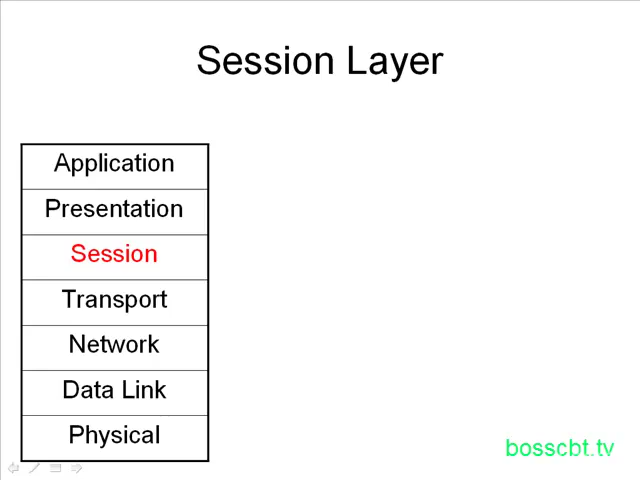 Session Layer
Application
Presentation
Session
Transport
Network
Data Link
Physical
bosscbt.tv